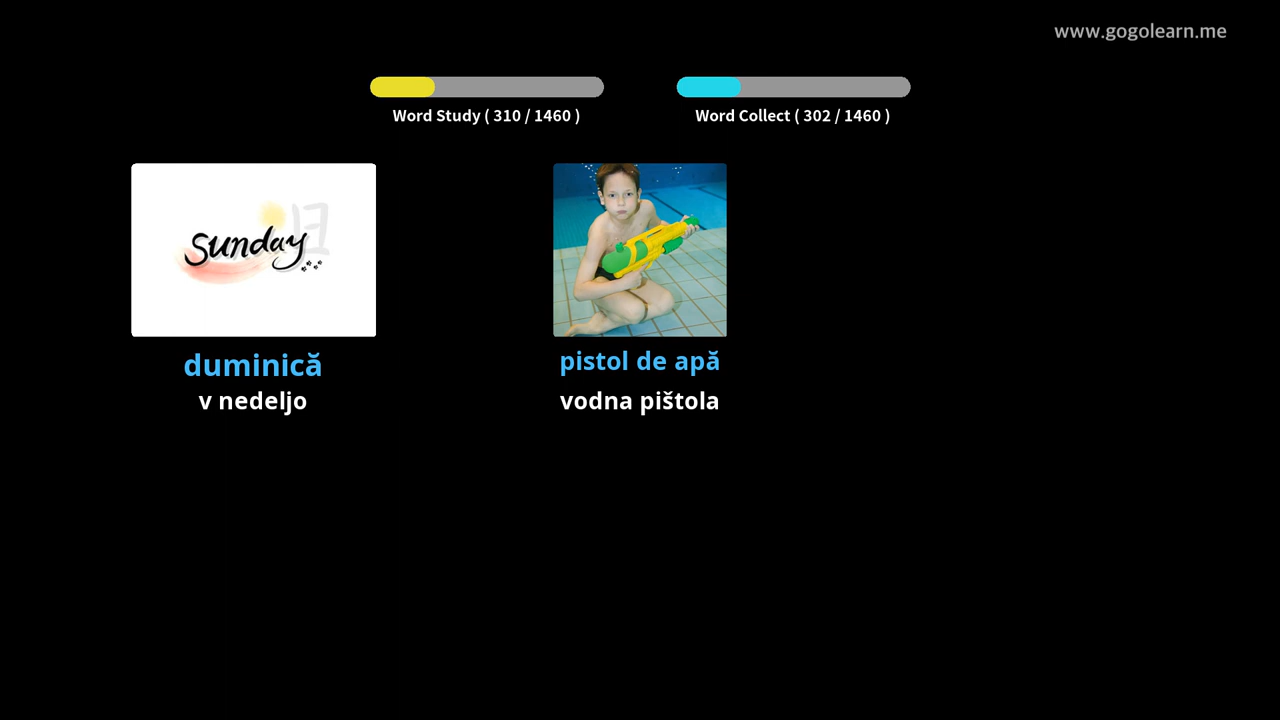 www.gogolearn.me
Word Study ( 310 / 1460 )
Word Collect ( 302 / 1460 )
Sunday
日
duminică
v nedeljo
pistol de apă
vodna pištola